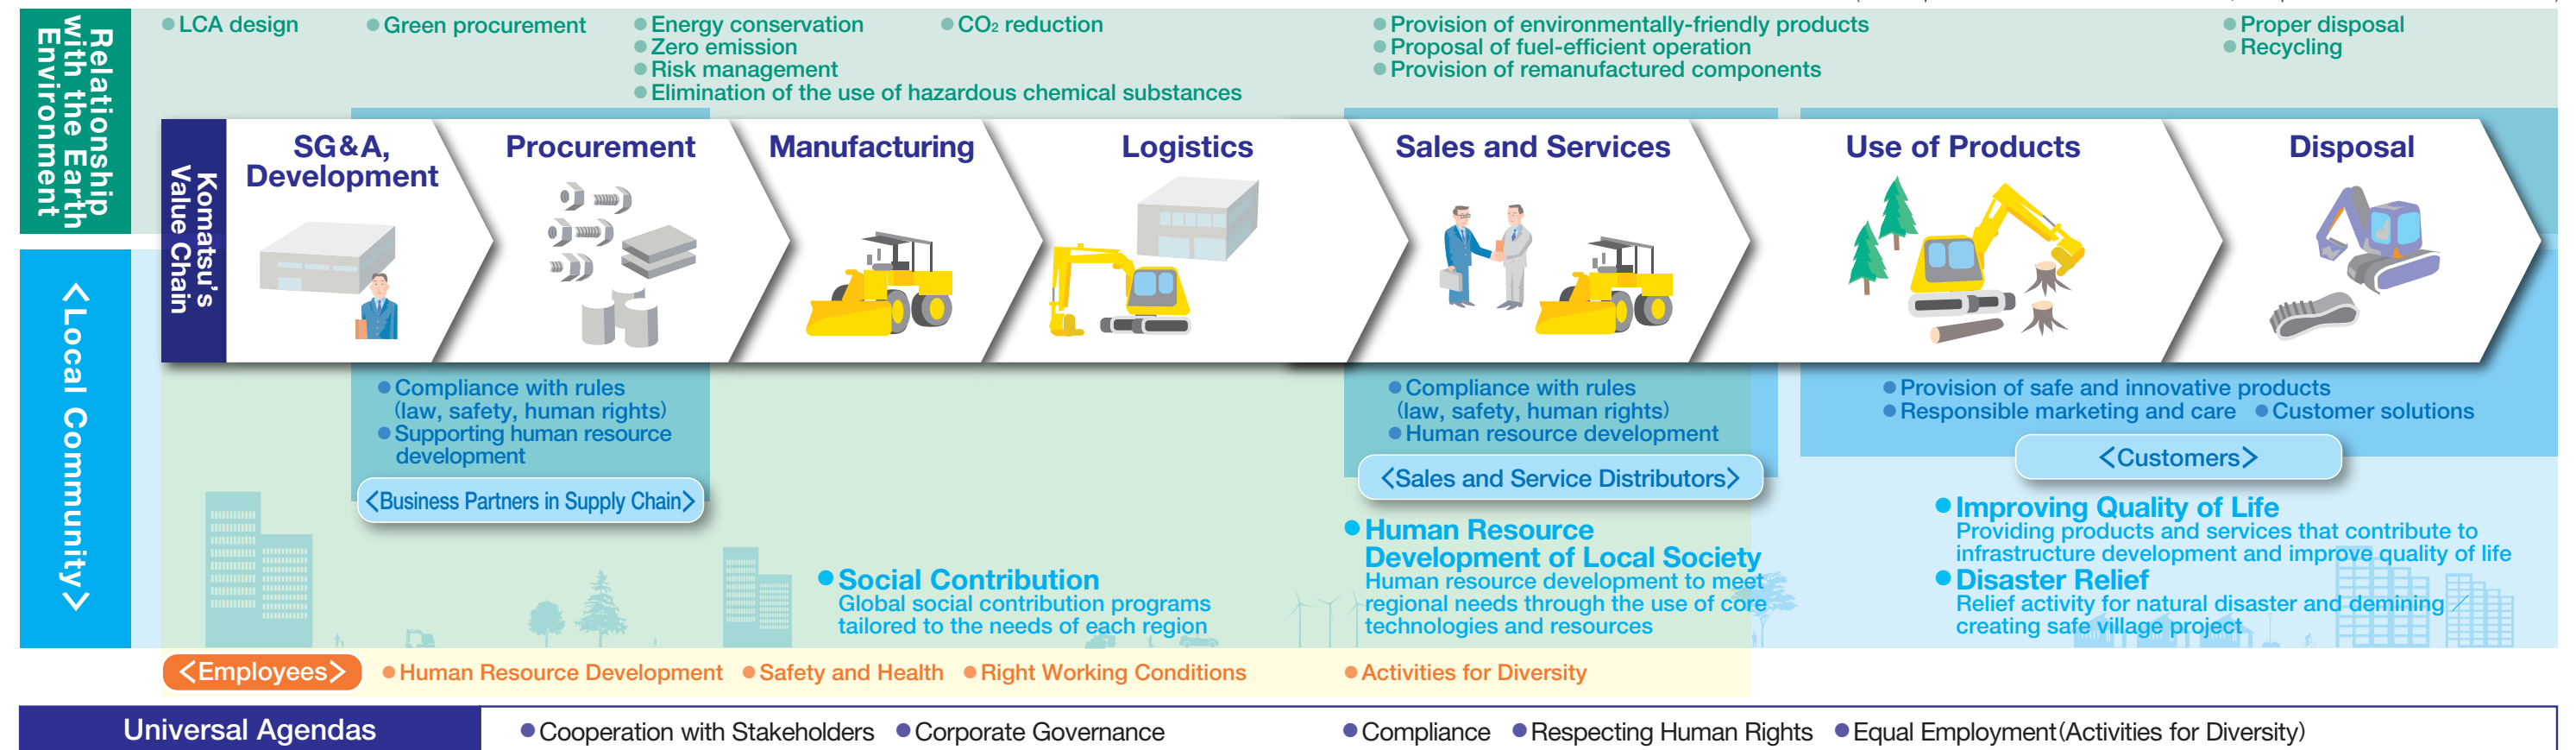 Relationship
with the Earth
Environment
LCA design
Green procurement
Energy conservation
Zero emission
Risk management
Elimination of the use of hazardous chemical substances
CO₂ reduction
Provision of environmentally-friendly products
Proposal of fuel-efficient operation
Provision of remanufactured components
Proper disposal
Recycling
Komatsu's
Value Chain
SG&A,
Development
Procurement
Manufacturing
Logistics
Sales and Services
Use of Products
Disposal
<Local Community>
Compliance with rules
(law, safety, human rights)
Supporting human resource
development
<Business Partners in Supply Chain>
Compliance with rules
(law, safety, human rights)
Human resource development
<Sales and Service Distributors>
Provision of safe and innovative products
Responsible marketing and care
Customer solutions
<Customers>
Social Contribution
Global social contribution programs
tailored to the needs of each region
Human Resource
Development of Local Society
Human resource development to meet
regional needs through the use of core
technologies and resources
Improving Quality of Life
Providing products and services that contribute to
infrastructure development and improve quality of life
Disaster Relief
Relief activity for natural disaster and demining／
creating safe village project
<Employees>
Human Resource Development
Safety and Health
Right Working Conditions
Activities for Diversity
Universal Agendas
Cooperation with Stakeholders
Corporate Governance
Compliance
Respecting Human Rights
Equal Employment(Activities for Diversity)